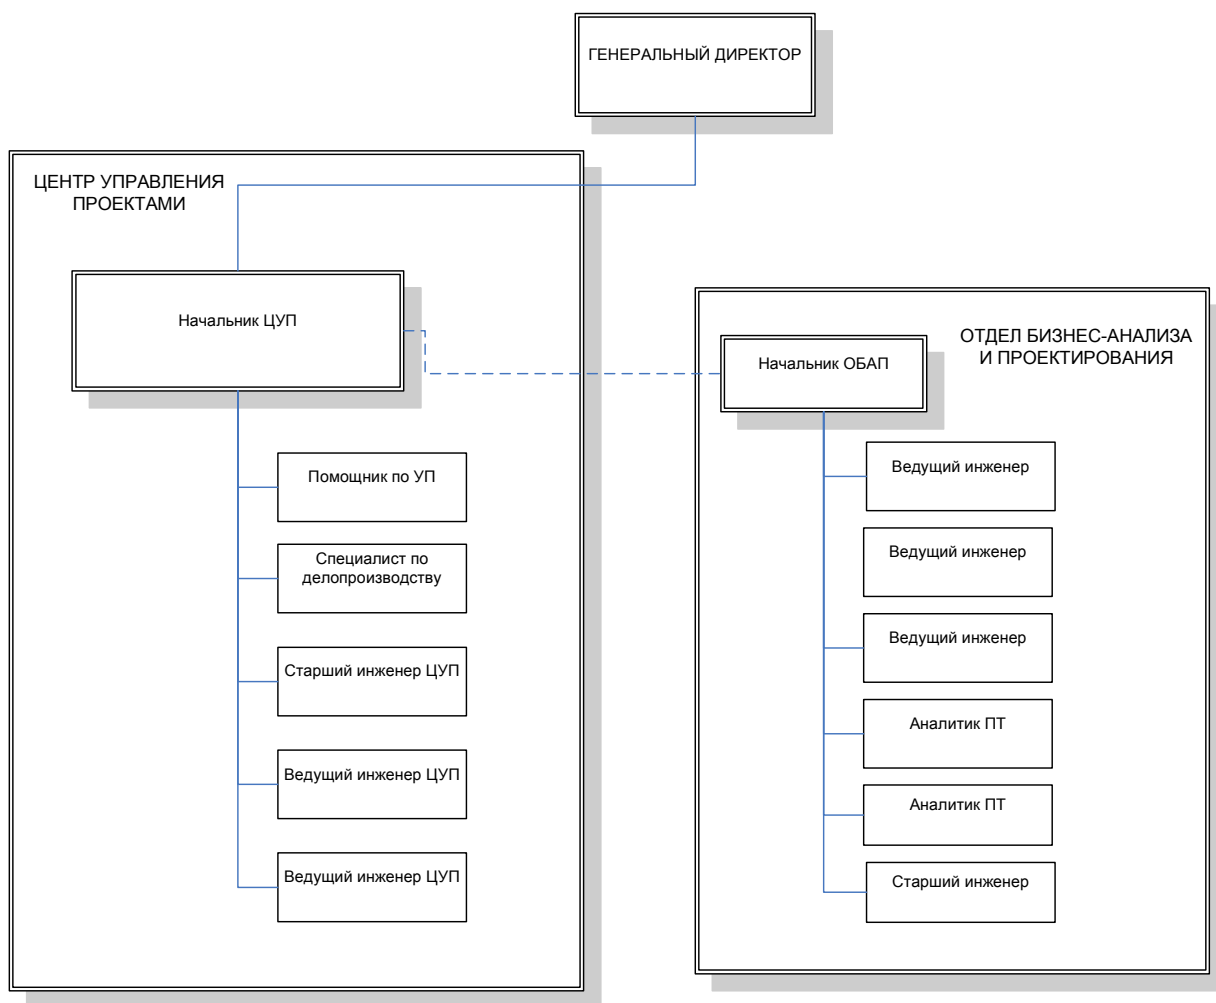 ГЕНЕРАЛЬНЫЙ ДИРЕКТОР
ЦЕНТР УПРАВЛЕНИЯ
ПРОЕКТАМИ
Начальник ЦУП
Помощник по УП
Специалист по
делопроизводству
Старший инженер ЦУП
Ведущий инженер ЦУП
Ведущий инженер ЦУП
ОТДЕЛ БИЗНЕС-АНАЛИЗА
И ПРОЕКТИРОВАНИЯ
Начальник ОБАП
Ведущий инженер
Ведущий инженер
Ведущий инженер
Аналитик ПТ
Аналитик ПТ
Старший инженер